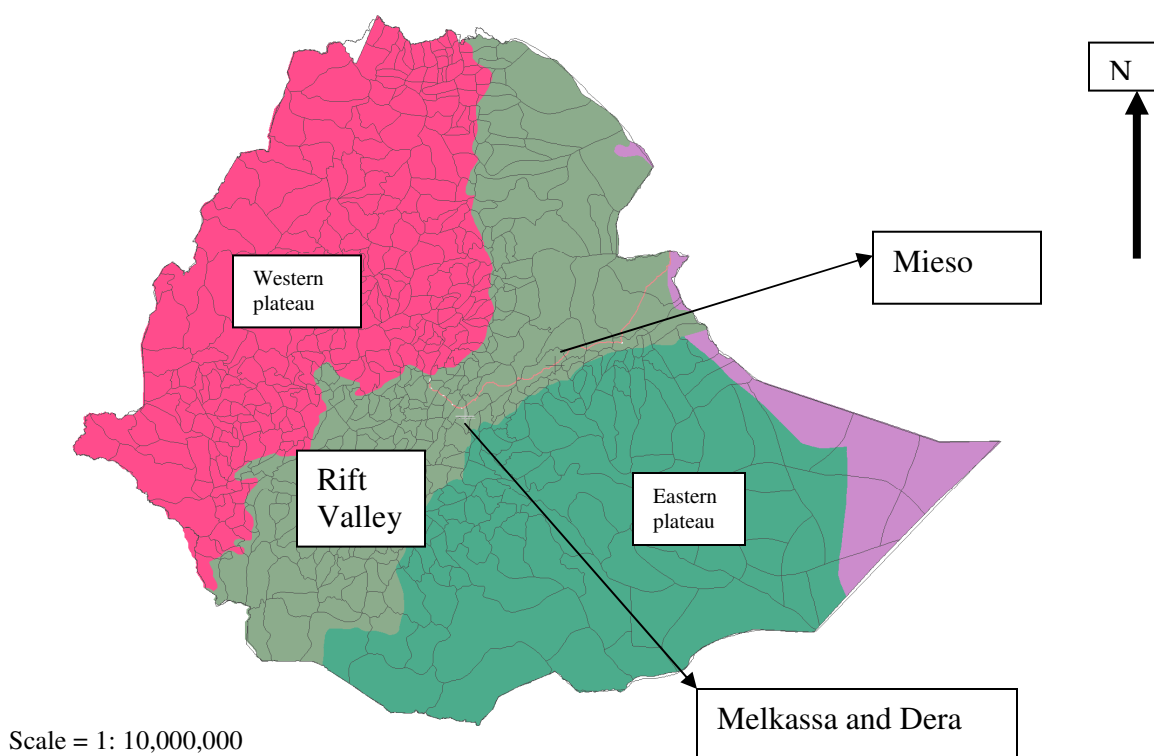 N
Mieso
Western
plateau
Rift
Valley
Eastern
plateau
Melkassa and Dera
Scale = 1: 10,000,000